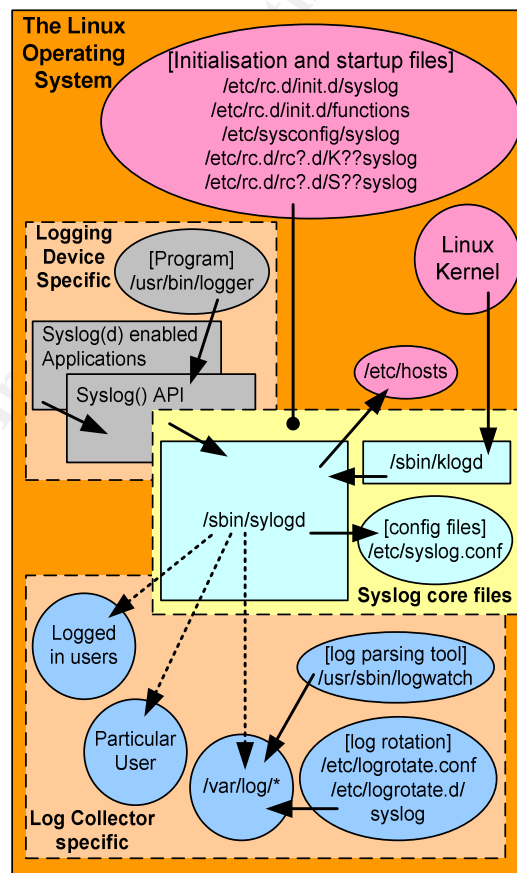 The Linux
Operating
System
[Initialisation and startup files]
/etc/rc.d/init.d/syslog
/etc/rc.d/init.d/functions
/etc/sysconfig/syslog
/etc/rc.d/rc?.d/K??syslog
/etc/rc.d/rc?.d/S??syslog
Logging
Device
Specific
[Program]
/usr/bin/logger
Linux
Kernel
Syslog(d) enabled
Applications
Syslog() API
/etc/hosts
/sbin/klogd
/sbin/sylogd
[config files]
/etc/syslog.conf
Syslog core files
Logged
in users
[log parsing tool]
/usr/sbin/logwatch
Particular
User
/var/log/*
[log rotation]
/etc/logrotate.conf
/etc/logrotate.d/
syslog
Log Collector
specific